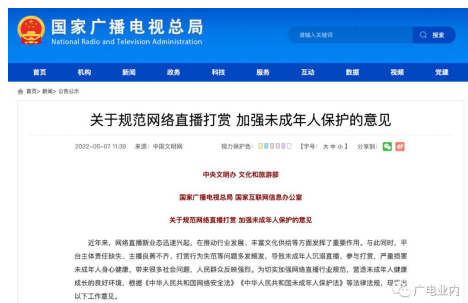 国家广播电视总局
National Radio and Television Administration
请输入关键词
搜索
首页 机构 新闻 政务 科技 服务 互动 数据 视频 党建
首页> 新闻> 公告公示
关于规范网络直播打赏 加强未成年人保护的意见
2022-05-07 11:39 来源：中国文明网 视力保护色： 【字号：大 中 小】 分享到：
中央文明办 文化和旅游部
国家广播电视总局 国家互联网信息办公室
关于规范网络直播打赏 加强未成年人保护的意见
近年来，网络直播新业态迅速兴起，在推动行业发展、丰富文化供给等方面发挥了重要作用。与此同时，平
台主体责任缺失、主播良莠不齐、打赏行为失范等问题多发频发，导致未成年人沉溺直播、参与打赏，严重损害
未成年人身心健康，带来很多社会问题，人民群众反映强烈。为切实加强网络直播行业规范，营造未成年人健康
成长的良好环境，根据《中华人民共和国网络安全法》《中华人民共和国未成年人保护法》等法律法规，现
以下工作意见。
广电业内